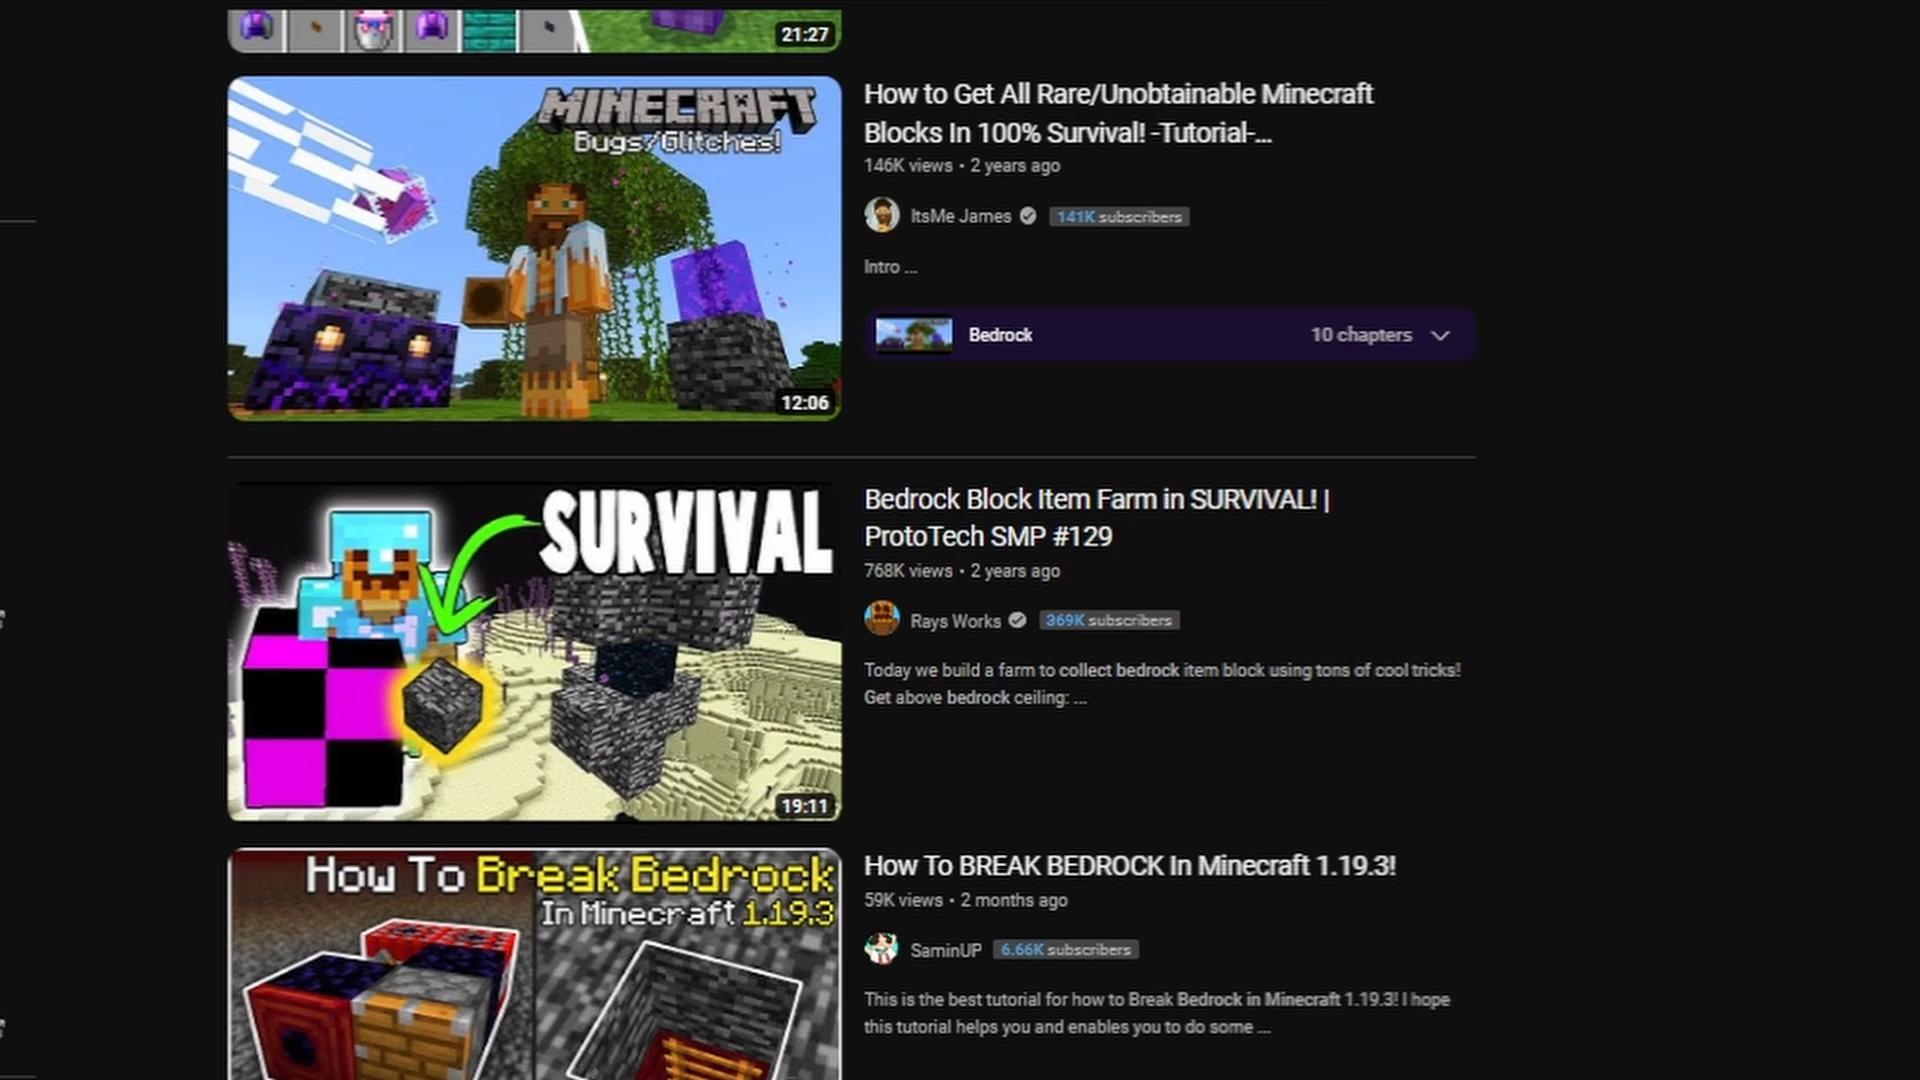 21:27
MINECRAFT
Bugs/Glitches!
12:06
How to Get All Rare/Unobtainable Minecraft
Blocks In 100% Survival! -Tutorial-...
146K views • 2 years ago
ItsMe James
141K subscribers
Intro ...
Bedrock
10 chapters
SURVIVAL
19:11
Bedrock Block Item Farm in SURVIVAL! |
ProtoTech SMP #129
768K views • 2 years ago
Rays Works
369K subscribers
Today we build a farm to collect bedrock item block using tons of cool tricks!
Get above bedrock ceiling: ...
How To Break Bedrock
In Minecraft 1.19.3
How To BREAK BEDROCK In Minecraft 1.19.3!
59K views • 2 months ago
SaminUP
6.66K subscribers
This is the best tutorial for how to Break Bedrock in Minecraft 1.19.3! I hope
this tutorial helps you and enables you to do some ...